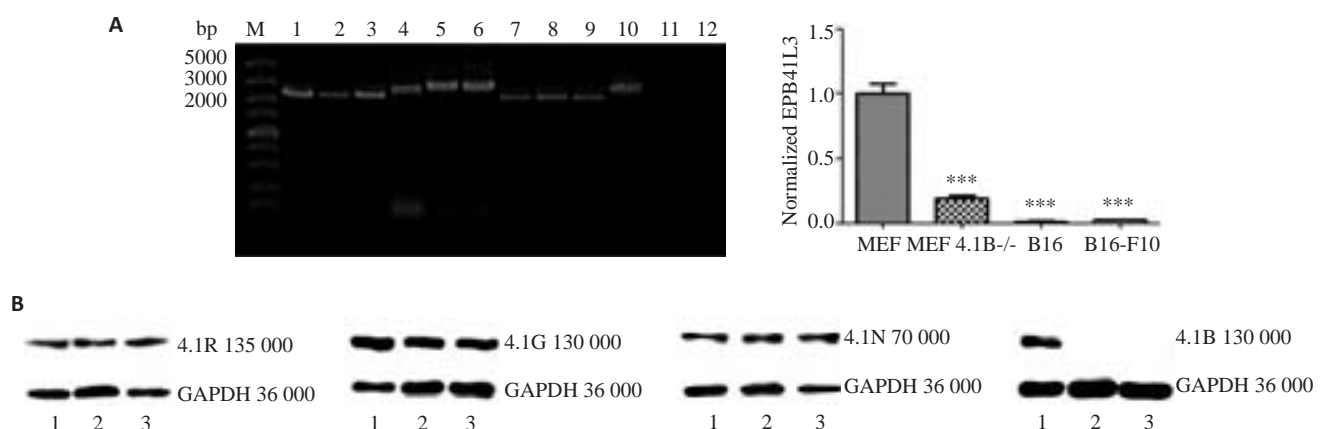 A
bp M 1 2 3 4 5 6 7 8 9 10 11 12
5000
3000
2000
1.5
1.0
0.5
0.0
Normalized EPB41L3
***
*** ***
MEF MEF 4.1B-/- B16 B16-F10
B
4.1R 135 000
GAPDH 36 000
1 2 3
4.1G 130 000
GAPDH 36 000
1 2 3
4.1N 70 000
GAPDH 36 000
1 2 3
4.1B 130 000
GAPDH 36 000
1 2 3